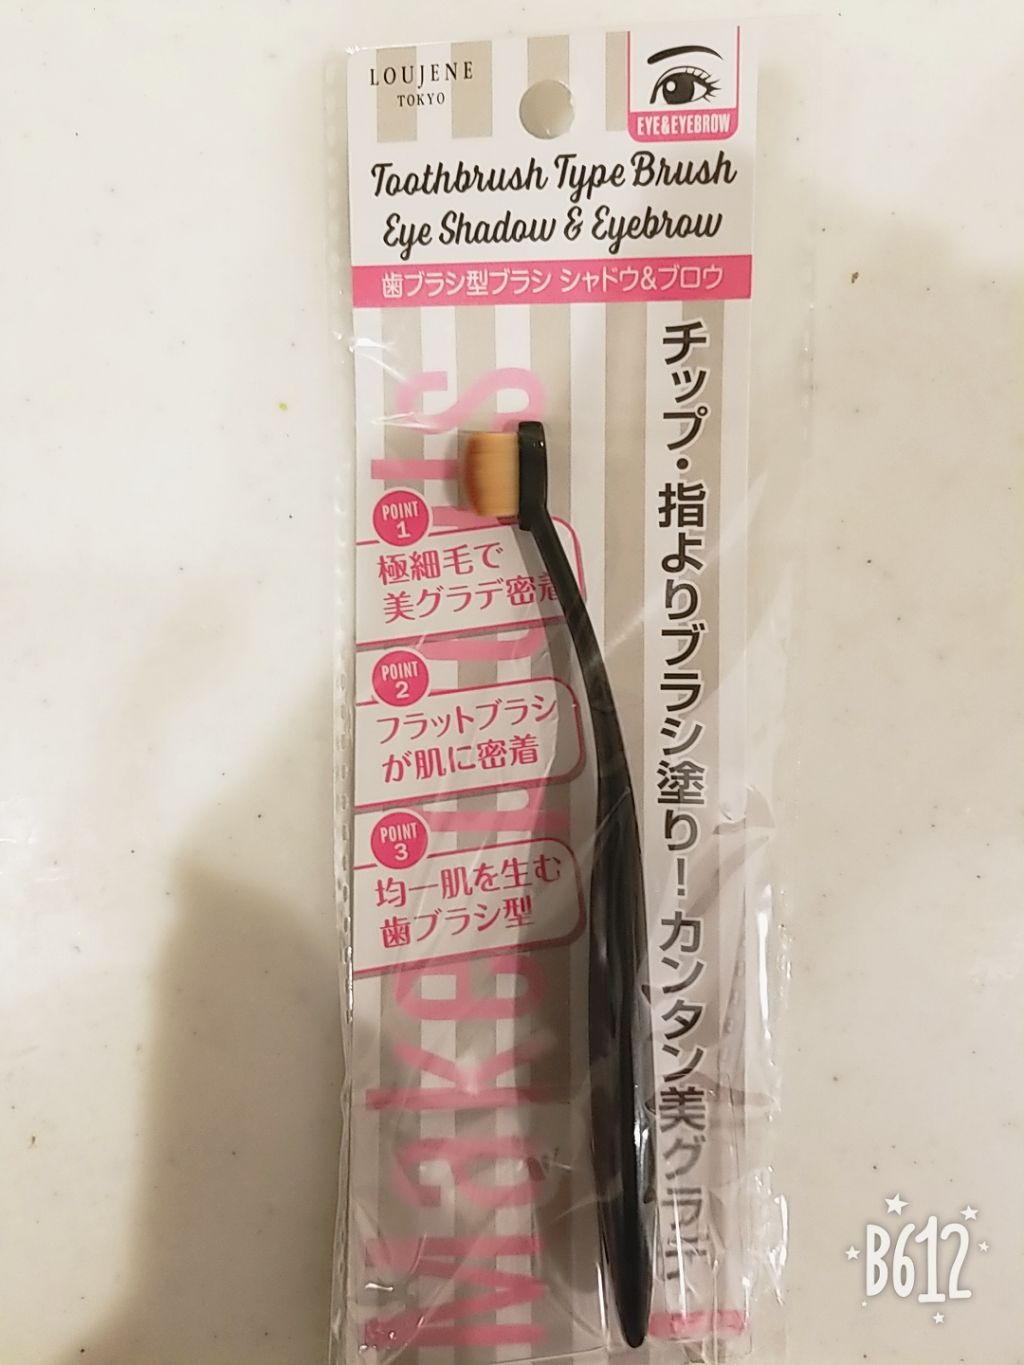 LOUJENE
TOKYO
EYE&EYEBROW
Toothbrush Type Brush
Eye Shadow & Eyebrow
歯ブラシ型ブラシ シャドウ&ブロウ
チップ・指よりブラシ塗り!カンタン美グラデ
POINT
1
極細毛で
美グラデ密着
POINT
2
フラットブラシ
が肌に密着
POINT
3
均一肌を生む
歯ブラシ型
Make
B612